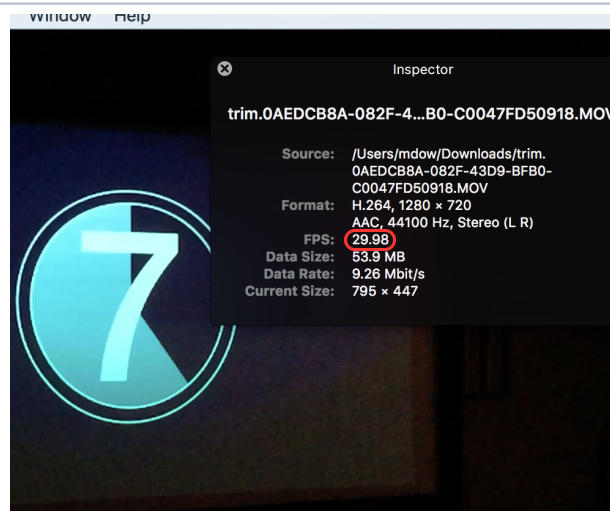 Window Help
Inspector
trim.0AEDCB8A-082F-4...B0-C0047FD50918.MOV
Source: /Users/mdow/Downloads/trim.
0AEDCB8A-082F-43D9-BFB0-
C0047FD50918.MOV
Format: H.264, 1280 × 720
AAC, 44100 Hz, Stereo (L R)
FPS: 29.98
Data Size: 53.9 MB
Data Rate: 9.26 Mbit/s
Current Size: 795 × 447
7